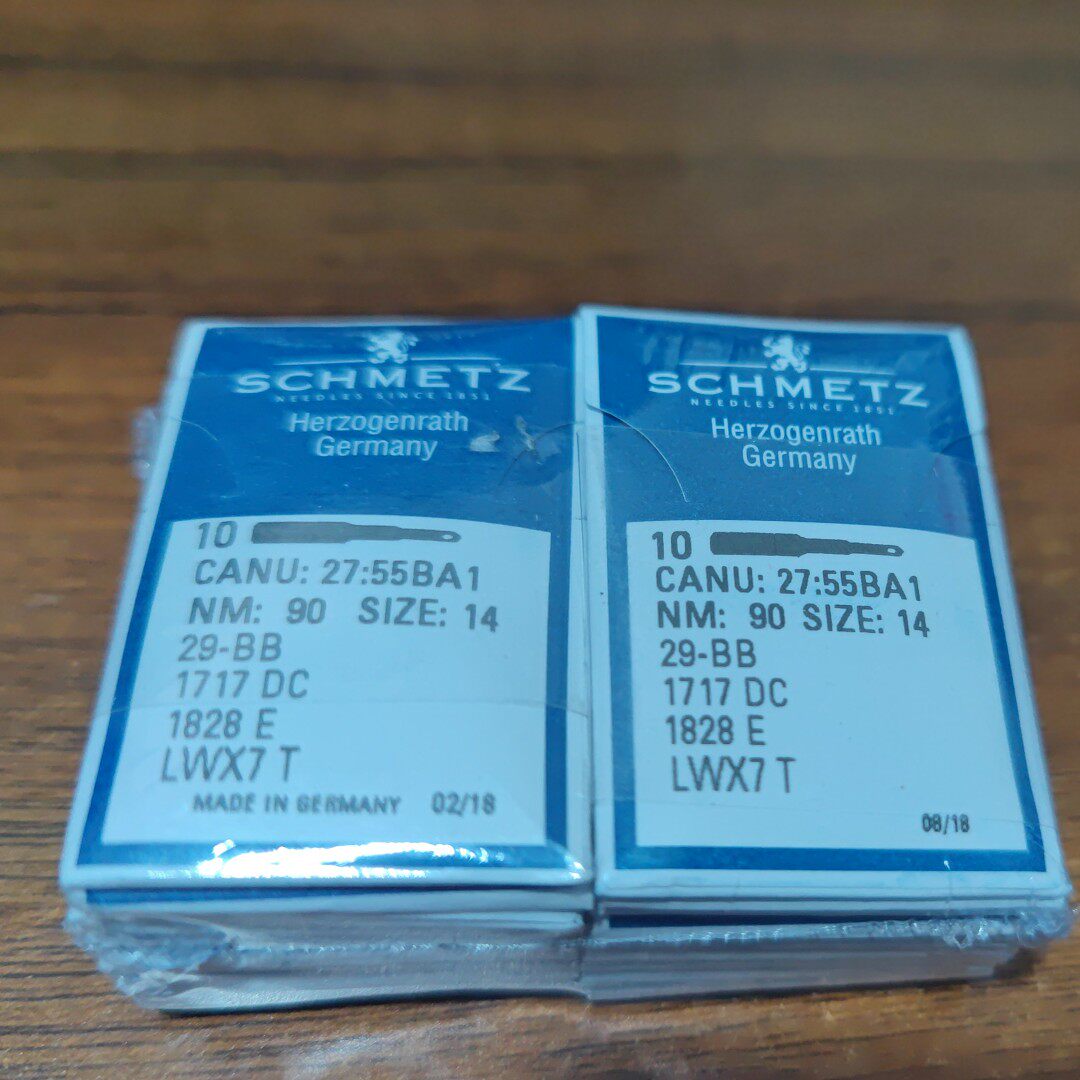 SCHMETZ
NEEDLES SINCE 1851
Herzogenrath
Germany
10
CANU: 27:55BA1
NM: 90 SIZE: 14
29-BB
1717 DC
1828 E
LWX7 T
MADE IN GERMANY 02/18
SCHMETZ
NEEDLES SINCE 1851
Herzogenrath
Germany
10
CANU: 27:55BA1
NM: 90 SIZE: 14
29-BB
1717 DC
1828 E
LWX7 T
08/18